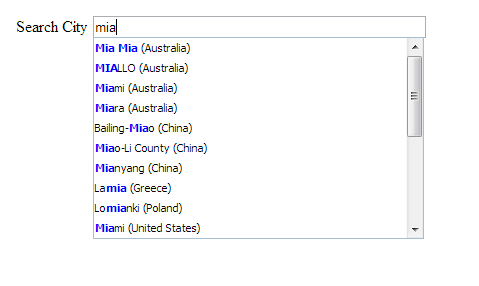 Search City mia
Mia Mia (Australia)
MIALLO (Australia)
Miami (Australia)
Miara (Australia)
Bailing-Miao (China)
Miao-Li County (China)
Mianyang (China)
Lamia (Greece)
Lomianki (Poland)
Miami (United States)